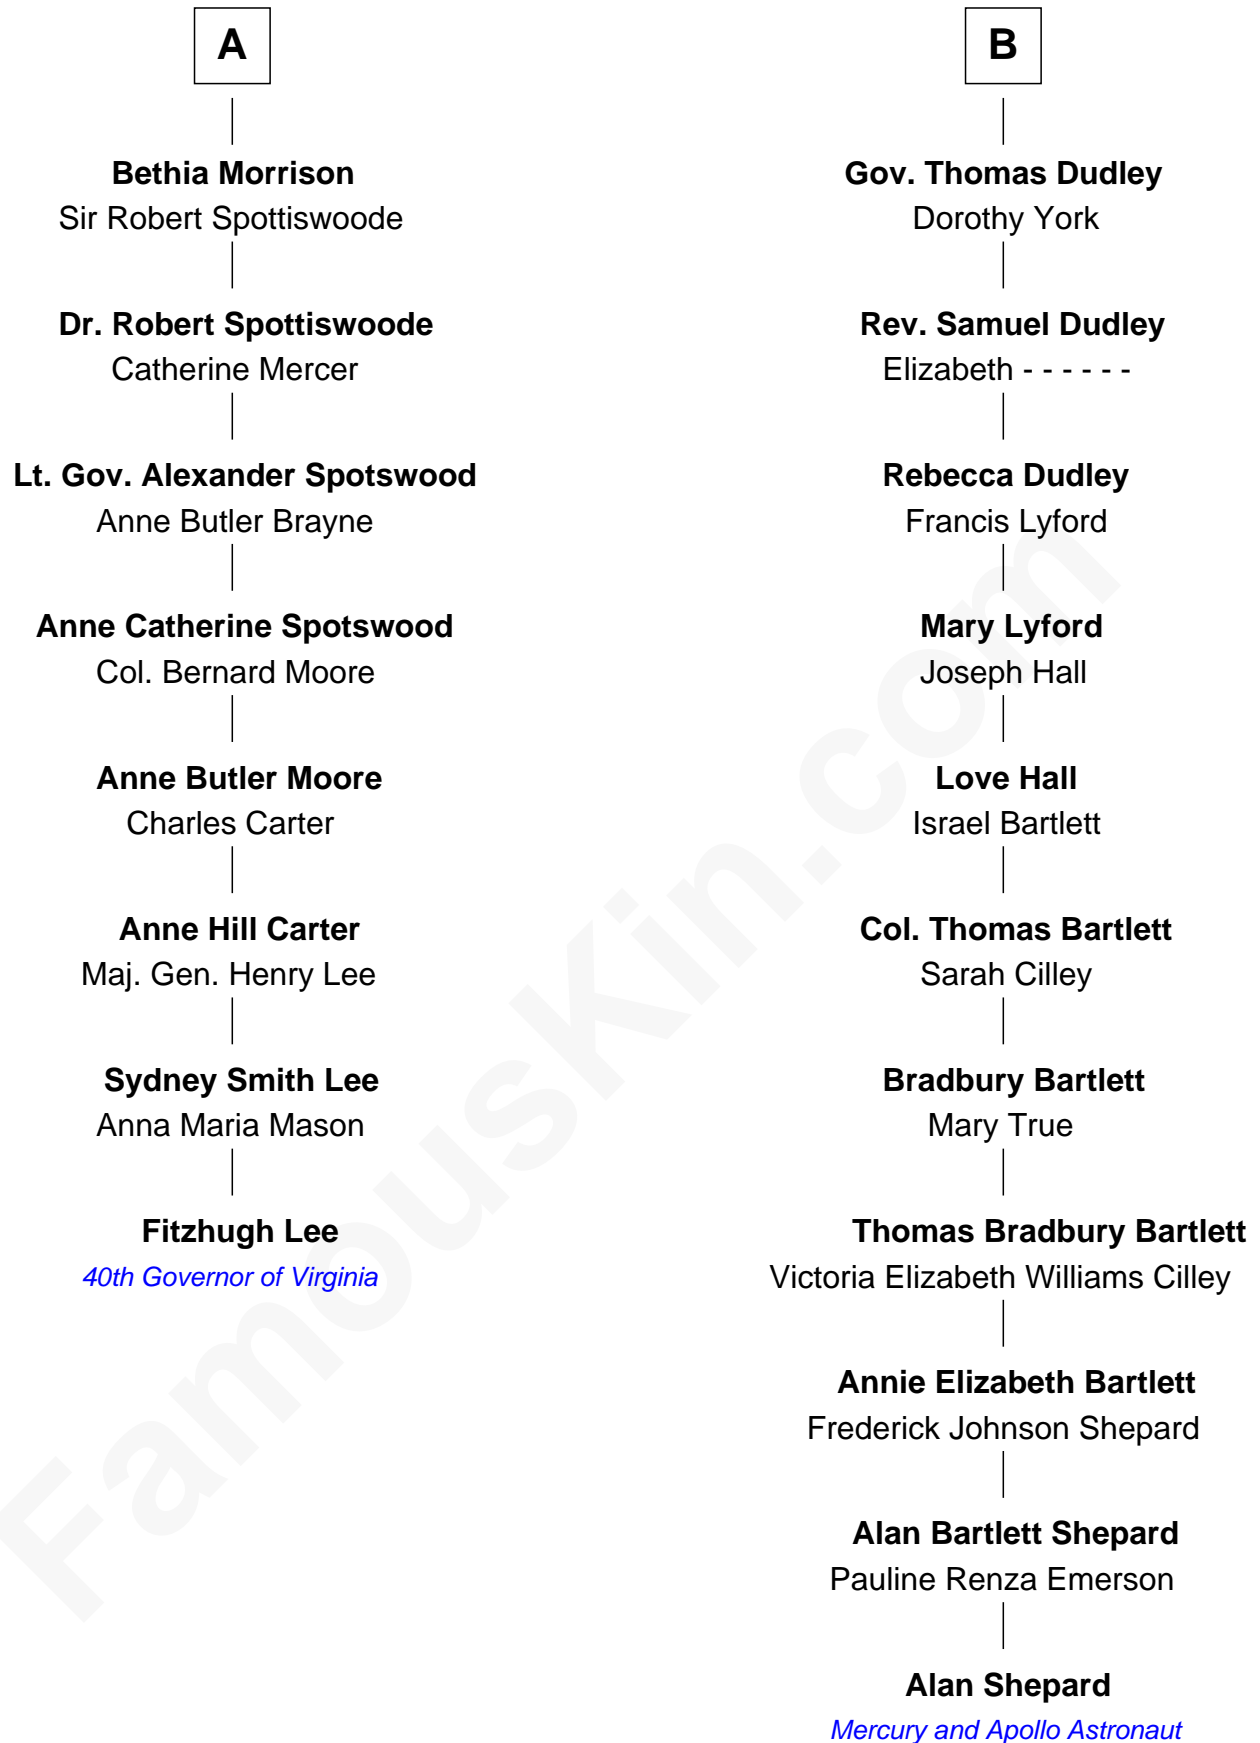 A
Bethia Morrison
Sir Robert Spottiswoode
Dr. Robert Spottiswoode
Catherine Mercer
Lt. Gov. Alexander Spotswood
Anne Butler Brayne
Anne Catherine Spotswood
Col. Bernard Moore
Anne Butler Moore
Charles Carter
Anne Hill Carter
Maj. Gen. Henry Lee
Sydney Smith Lee
Anna Maria Mason
Fitzhugh Lee
40th Governor of Virginia
B
Gov. Thomas Dudley
Dorothy York
Rev. Samuel Dudley
Elizabeth - - - - - -
Rebecca Dudley
Francis Lyford
Mary Lyford
Joseph Hall
Love Hall
Israel Bartlett
Col. Thomas Bartlett
Sarah Cilley
Bradbury Bartlett
Mary True
Thomas Bradbury Bartlett
Victoria Elizabeth Williams Cilley
Annie Elizabeth Bartlett
Frederick Johnson Shepard
Alan Bartlett Shepard
Pauline Renza Emerson
Alan Shepard
Mercury and Apollo Astronaut
FamousKin.com